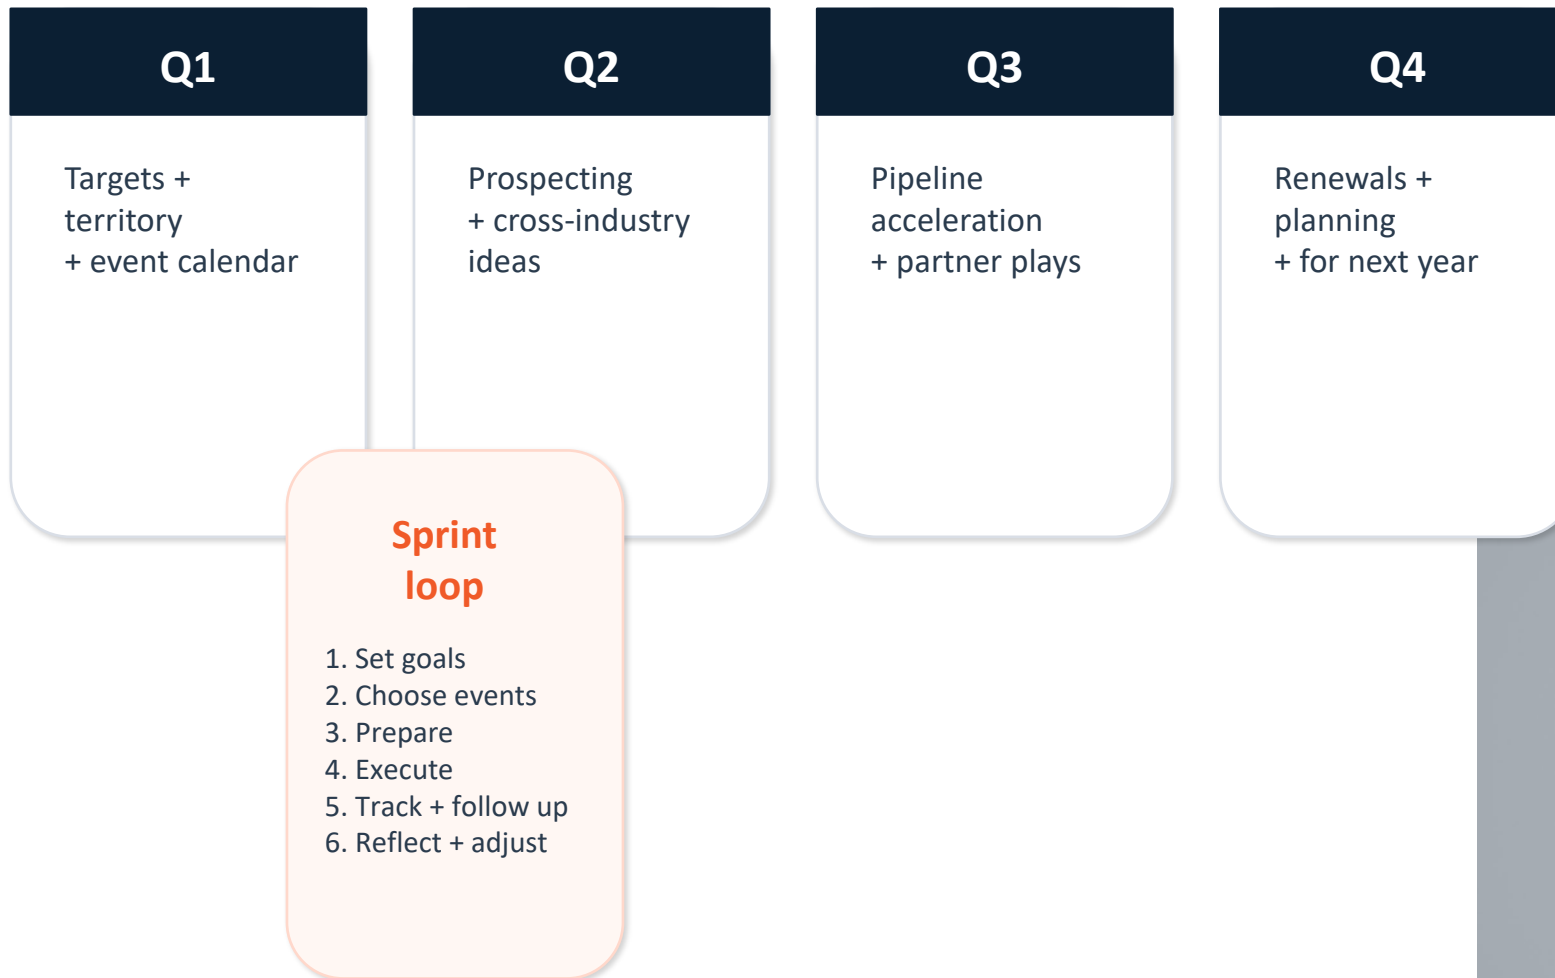 Q1
Targets +
territory
+ event calendar
Q2
Prospecting
+ cross-industry
ideas
Q3
Pipeline
acceleration
+ partner plays
Q4
Renewals +
planning
+ for next year
Sprint
loop
1. Set goals
2. Choose events
3. Prepare
4. Execute
5. Track + follow up
6. Reflect + adjust